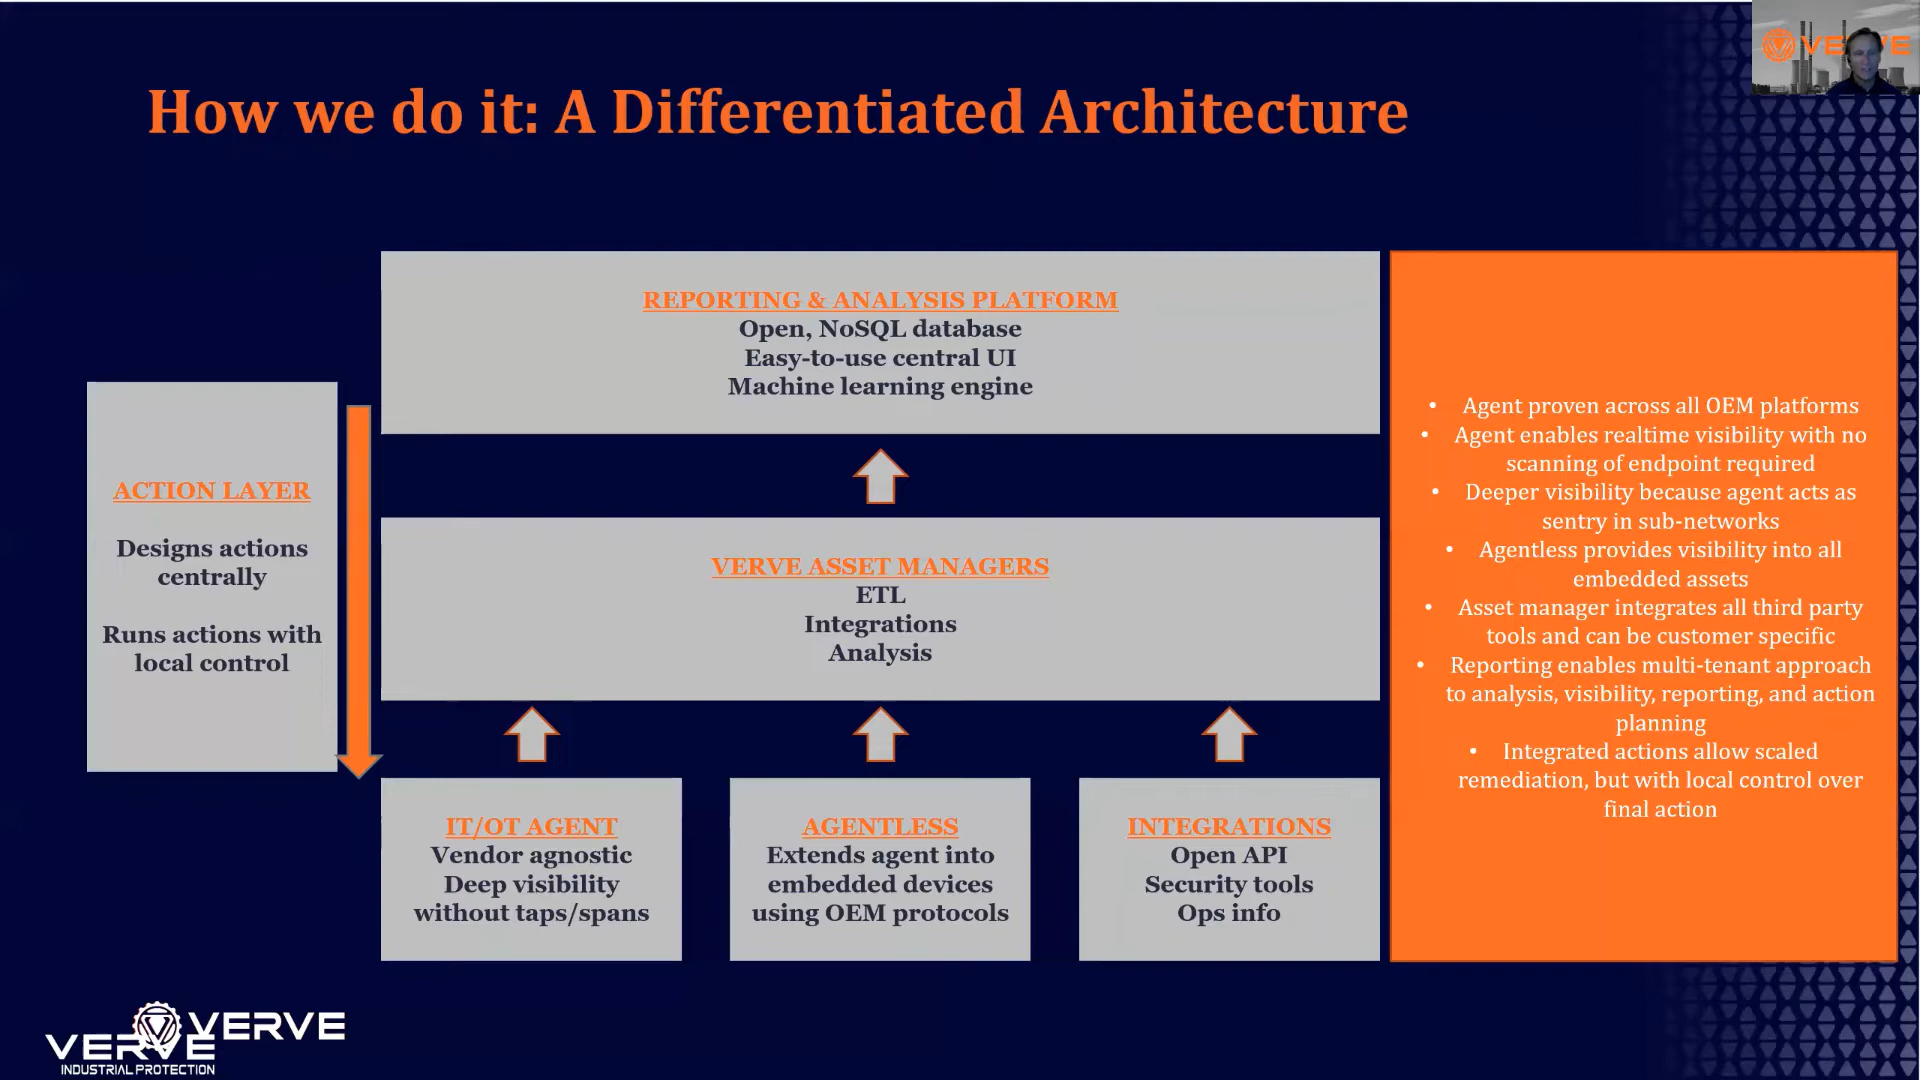 How we do it: A Differentiated Architecture
VERVE
REPORTING & ANALYSIS PLATFORM
Open, NoSQL database
Easy-to-use central UI
Machine learning engine
ACTION LAYER
Designs actions
centrally
Runs actions with
local control
VERVE ASSET MANAGERS
ETL
Integrations
Analysis
IT/OT AGENT
Vendor agnostic
Deep visibility
without taps/spans
AGENTLESS
Extends agent into
embedded devices
using OEM protocols
INTEGRATIONS
Open API
Security tools
Ops info
• Agent proven across all OEM platforms
• Agent enables realtime visibility with no
scanning of endpoint required
• Deeper visibility because agent acts as
sentry in sub-networks
• Agentless provides visibility into all
embedded assets
• Asset manager integrates all third party
tools and can be customer specific
• Reporting enables multi-tenant approach
to analysis, visibility, reporting, and action
planning
• Integrated actions allow scaled
remediation, but with local control over
final action
VERVE
VERVE
INDUSTRIAL PROTECTION